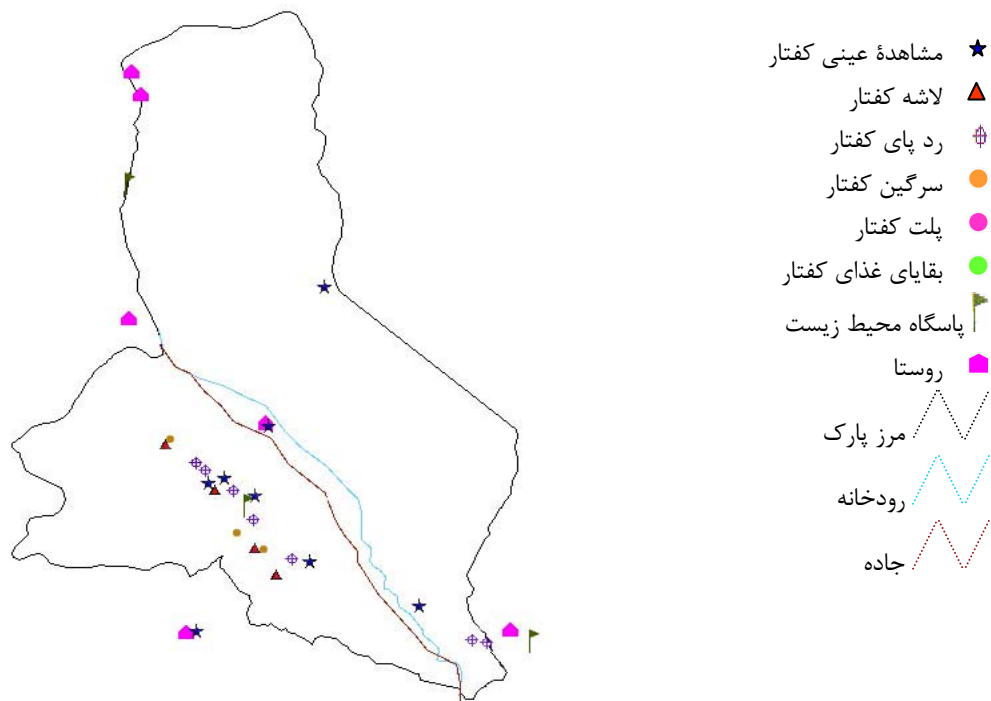 مشاهدۀ عینی کفتار
لاشه کفتار
رد پای کفتار
سرگین کفتار
پلت کفتار
بقایای غذای کفتار
پاسگاه محیط زیست
روستا
مرز پارک
رودخانه
جاده